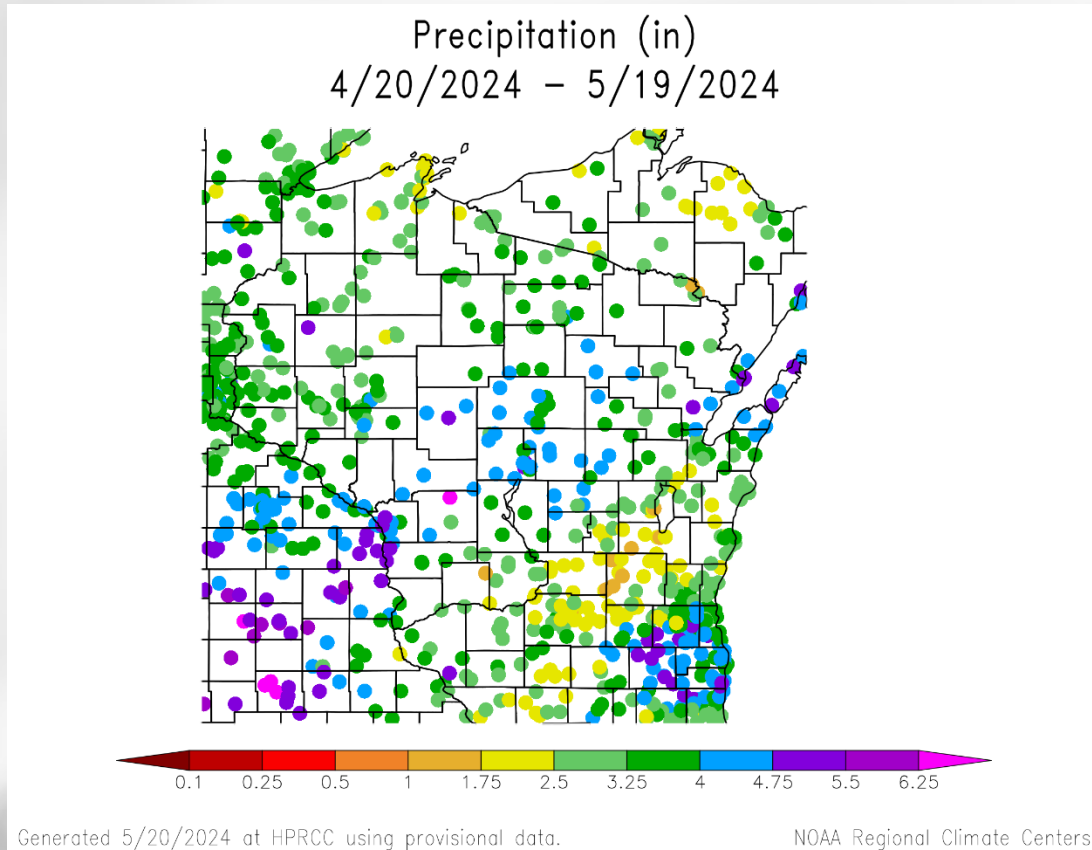 Precipitation (in)
4/20/2024 – 5/19/2024
0.1 0.25 0.5 1 1.75 2.5 3.25 4 4.75 5.5 6.25
Generated 5/20/2024 at HPRCC using provisional data. NOAA Regional Climate Centers